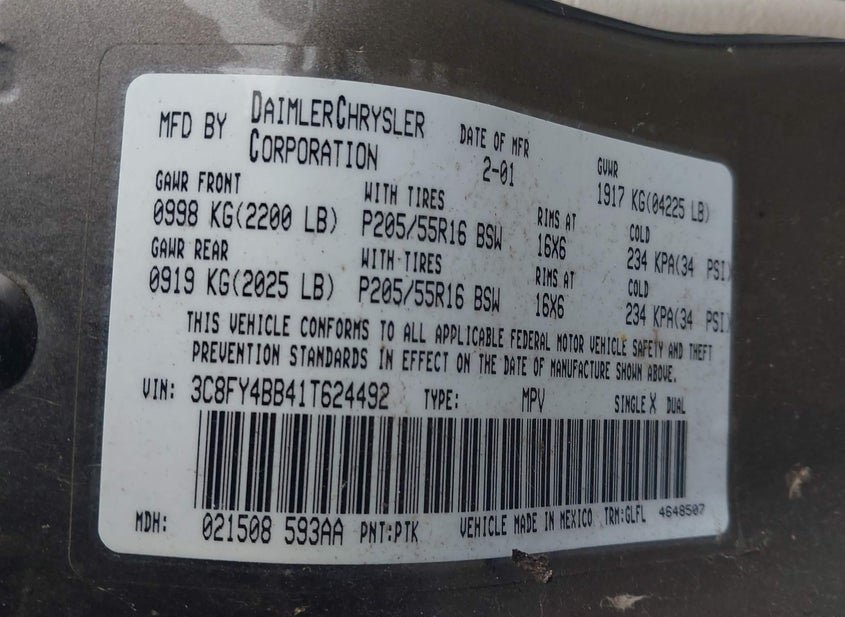 MFD BY DAIMLERCHRYSLER CORPORATION DATE OF MFR 2-01 GVWR 1917 KG(04225 LB)
GAWR FRONT WITH TIRES RIMS AT COLD
0998 KG(2200 LB) P205/55R16 BSW 16X6 234 KPA(34 PSI)
GAWR REAR WITH TIRES RIMS AT COLD
0919 KG(2025 LB) P205/55R16 BSW 16X6 234 KPA(34 PSI)
THIS VEHICLE CONFORMS TO ALL APPLICABLE FEDERAL MOTOR VEHICLE SAFETY AND THEFT
PREVENTION STANDARDS IN EFFECT ON THE DATE OF MANUFACTURE SHOWN ABOVE.
VIN: 3C8FY4BB41T624492 TYPE: MPV SINGLE X DUAL
MDH: 021508 593AA PNT:PTK VEHICLE MADE IN MEXICO TRM:GLFL 4648507